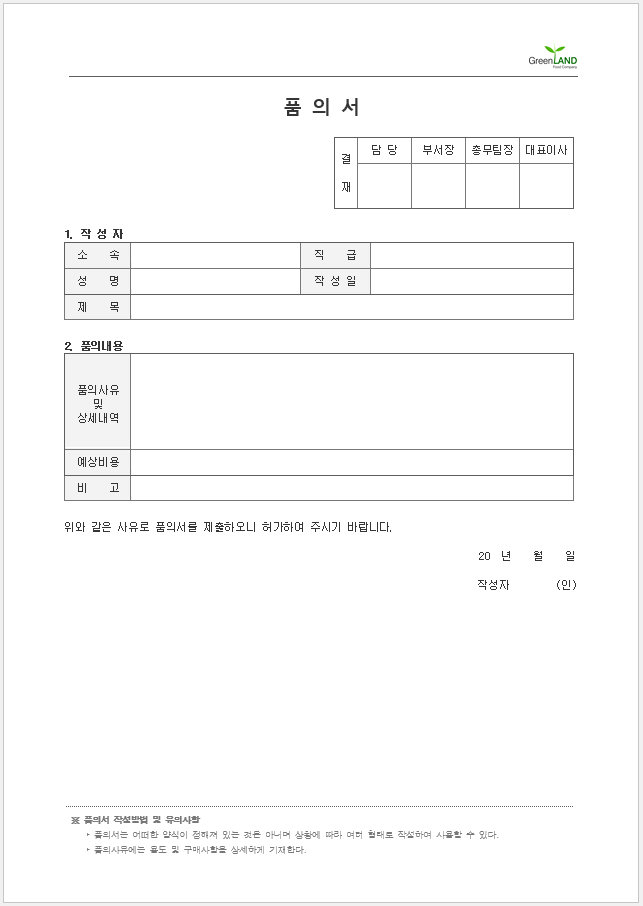 GreenLAND
Food Company
품 의 서
결 재
담 당 부서장 총무팀장 대표이사
1. 작 성 자
소 속 직 급
성 명 작 성 일
제 목
2. 품의내용
품의사유
및
상세내역
예상비용
비 고
위와 같은 사유로 품의서를 제출하오니 허가하여 주시기 바랍니다.
20 년 월 일
작성자 (인)
※ 품의서 작성방법 및 유의사항
▸ 품의서는 어떠한 양식이 정해져 있는 것은 아니며 상황에 따라 여러 형태로 작성하여 사용할 수 있다.
▸ 품의사유에는 용도 및 구매사항을 상세하게 기재한다.